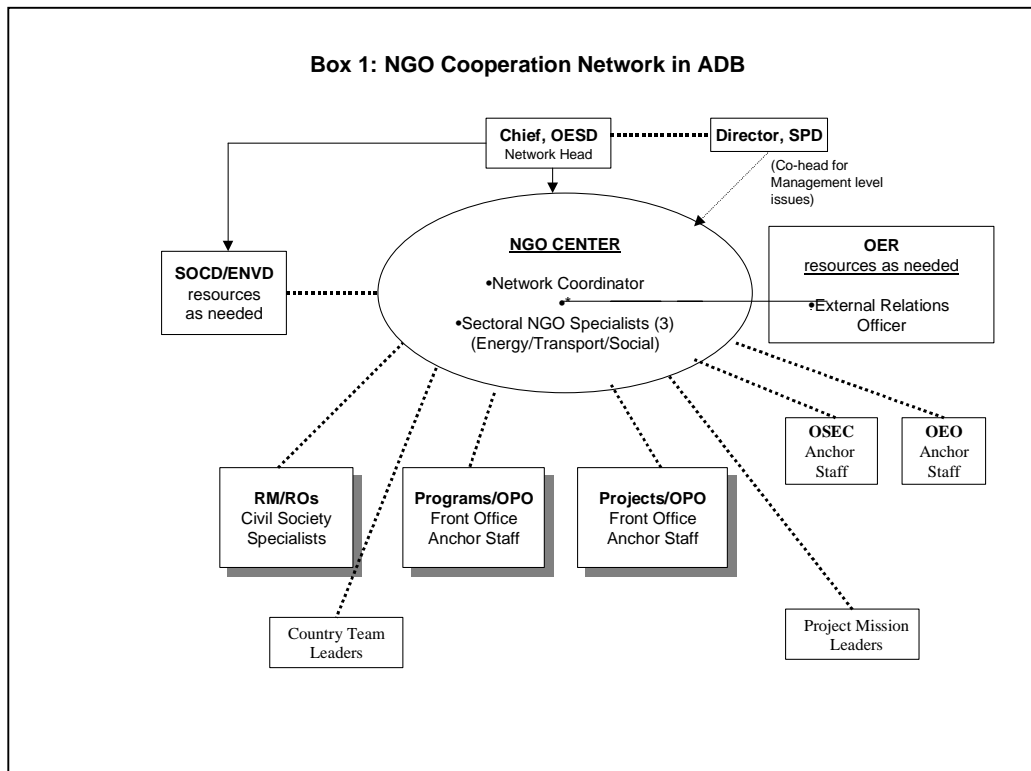 Box 1: NGO Cooperation Network in ADB
Chief, OESD
Network Head
Director, SPD
(Co-head for
Management level
issues)
NGO CENTER
•Network Coordinator
•*
•Sectoral NGO Specialists (3)
(Energy/Transport/Social)
SOCD/ENVD
resources
as needed
OER
resources as needed
•External Relations
Officer
OSEC
Anchor
Staff
OEO
Anchor
Staff
RM/ROs
Civil Society
Specialists
Programs/OPO
Front Office
Anchor Staff
Projects/OPO
Front Office
Anchor Staff
Country Team
Leaders
Project Mission
Leaders